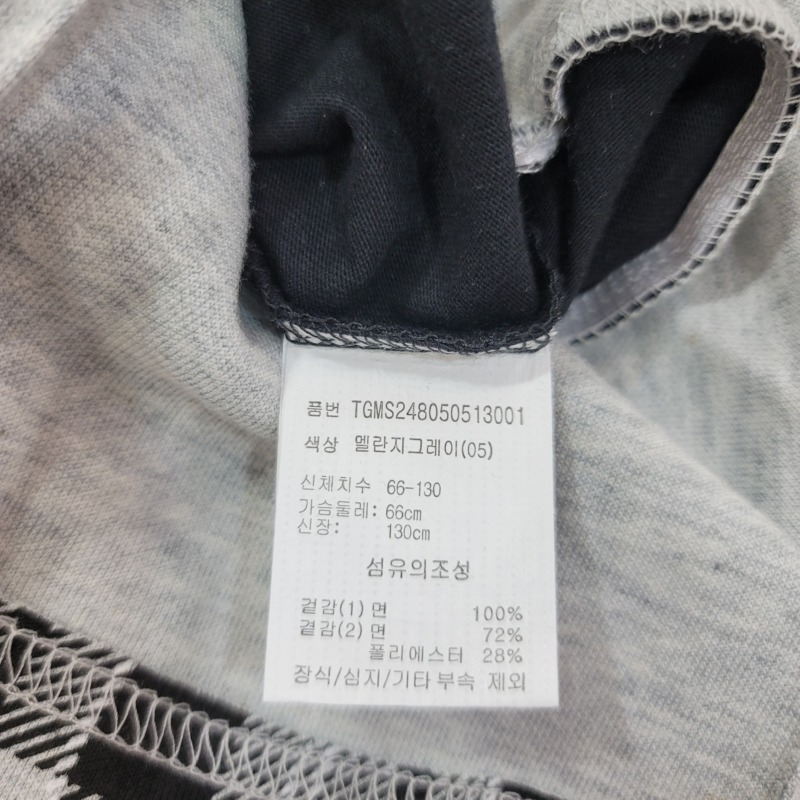 품번 TGMS248050513001
색상 멜란지그레이(05)
신체치수 66-130
가슴둘레: 66cm
신장: 130cm
섬유의조성
겉감(1) 면 100%
겉감(2) 면 72%
폴리에스터 28%
장식/심지/기타 부속 제외